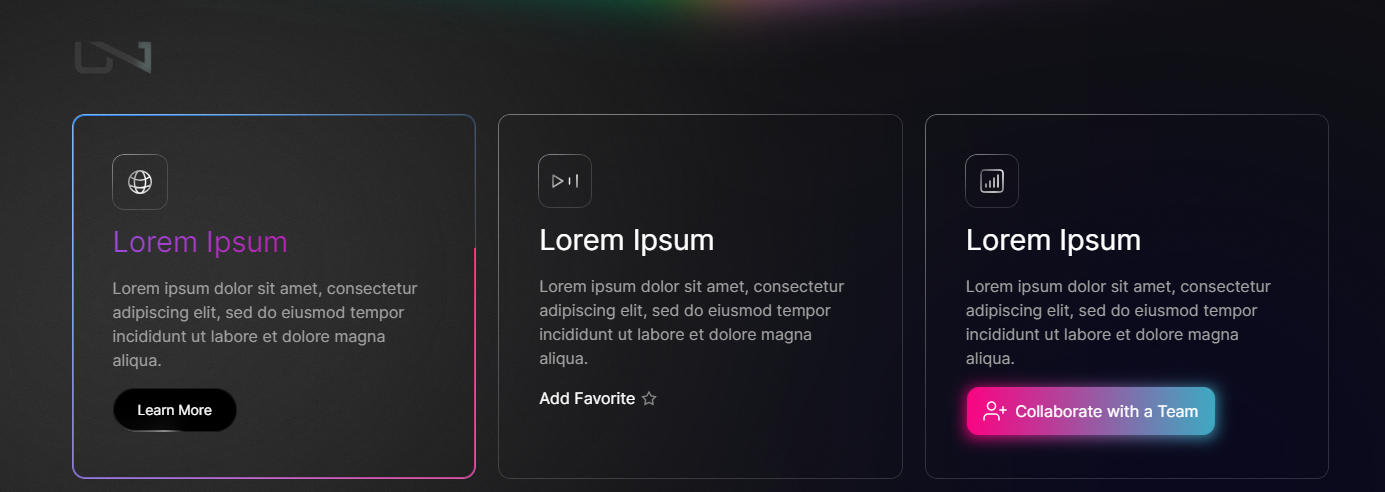 Lorem Ipsum
Lorem ipsum dolor sit amet, consectetur
adipiscing elit, sed do eiusmod tempor
incididunt ut labore et dolore magna
aliqua.
Learn More
Lorem Ipsum
Lorem ipsum dolor sit amet, consectetur
adipiscing elit, sed do eiusmod tempor
incididunt ut labore et dolore magna
aliqua.
Add Favorite
Lorem Ipsum
Lorem ipsum dolor sit amet, consectetur
adipiscing elit, sed do eiusmod tempor
incididunt ut labore et dolore magna
aliqua.
Collaborate with a Team